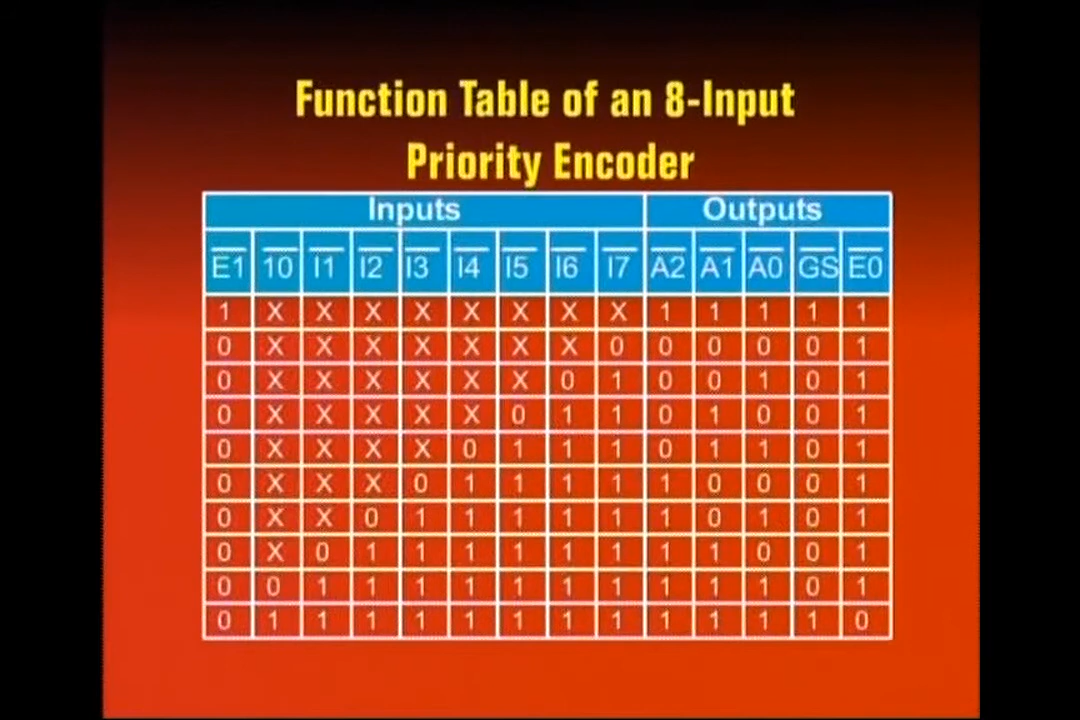 Function Table of an 8-Input
Priority Encoder
Inputs Outputs
E1 10 I1 I2 I3 I4 I5 I6 I7 A2 A1 A0 GS E0
1 X X X X X X X X 1 1 1 1 1
0 X X X X X X X 0 0 0 0 0 1
0 X X X X X X 0 1 0 0 1 0 1
0 X X X X X 0 1 1 0 1 0 0 1
0 X X X X 0 1 1 1 0 1 1 0 1
0 X X X 0 1 1 1 1 1 0 0 0 1
0 X X 0 1 1 1 1 1 1 0 1 0 1
0 X 0 1 1 1 1 1 1 1 1 0 0 1
0 0 1 1 1 1 1 1 1 1 1 1 0 1
0 1 1 1 1 1 1 1 1 1 1 1 1 0